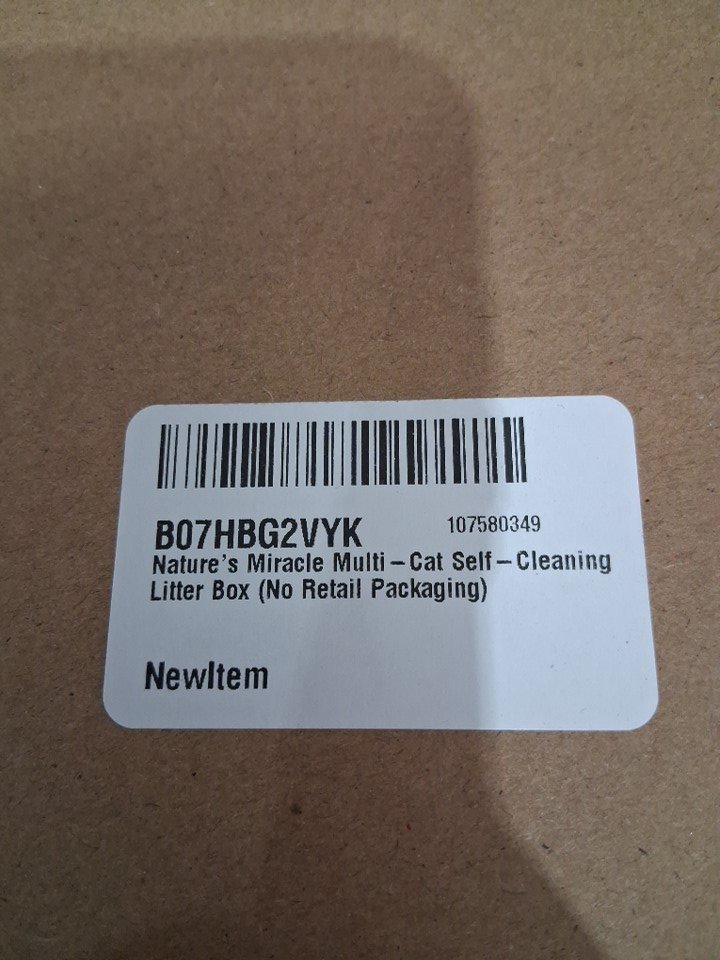 B07HBG2VYK 107580349
Nature's Miracle Multi-Cat Self-Cleaning
Litter Box (No Retail Packaging)
NewItem